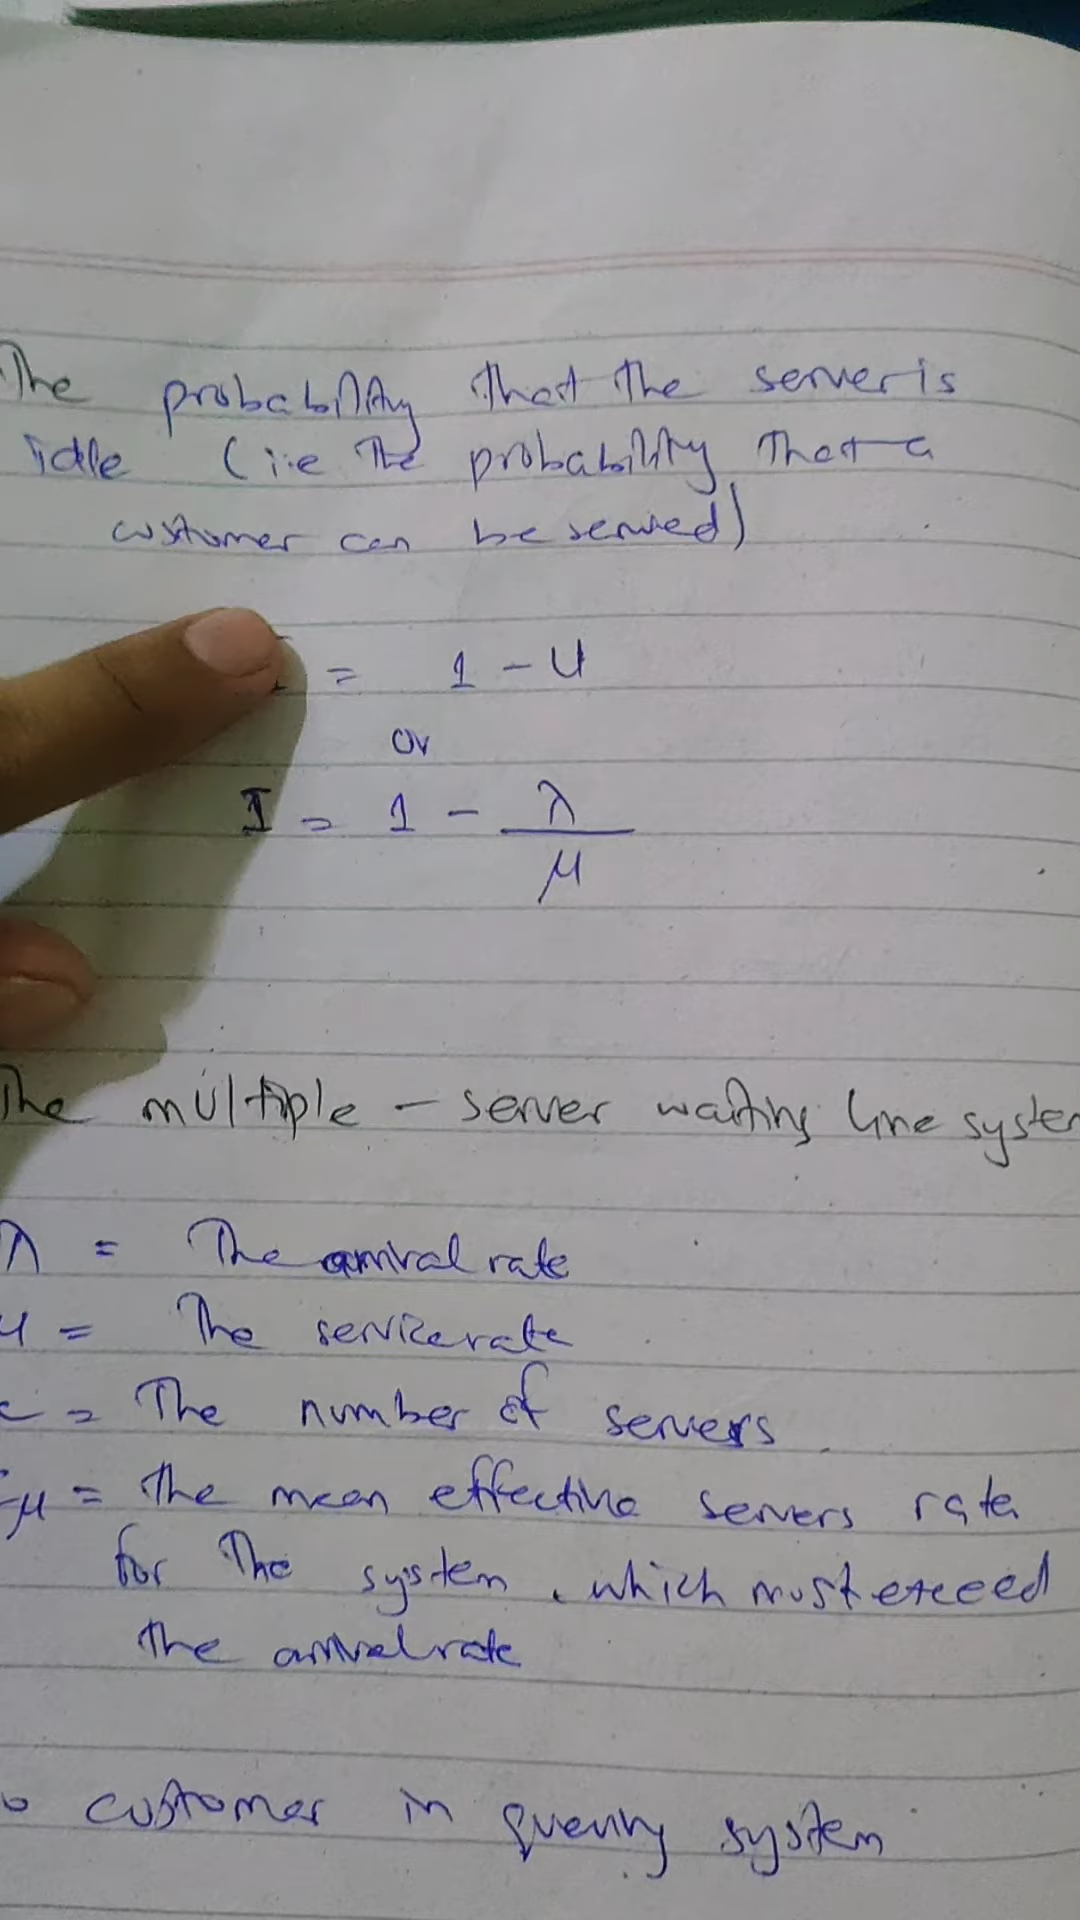 The probability that the server is
idle (i.e The probability That a
customer can be served)
= 1 - U
or
I = 1 - λ/μ
The multiple - server waiting line system
λ = The arrival rate
μ = The service rate
c = The number of servers
cμ = the mean effective servers rate
for The system, which must exceed
the arrival rate
customer in queuing system